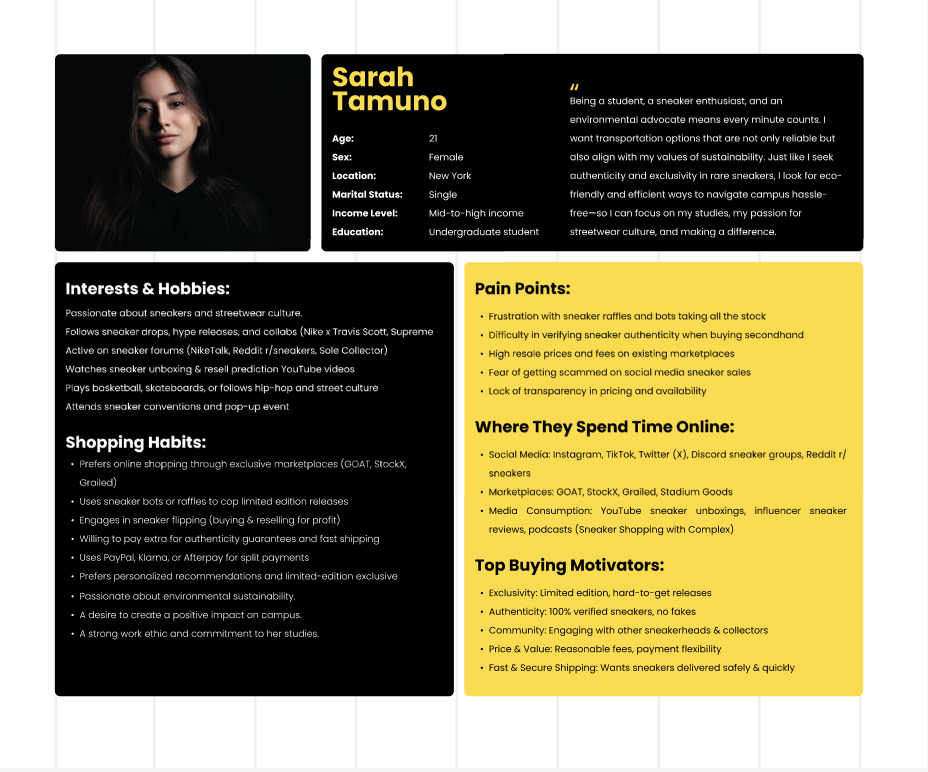 Sarah
Tamuno
Age: 21
Sex: Female
Location: New York
Marital Status: Single
Income Level: Mid-to-high income
Education: Undergraduate student
“
Being a student, a sneaker enthusiast, and an
environmental advocate means every minute counts. I
want transportation options that are not only reliable but
also align with my values of sustainability. Just like I seek
authenticity and exclusivity in rare sneakers, I look for eco-
friendly and efficient ways to navigate campus hassle-
free—so I can focus on my studies, my passion for
streetwear culture, and making a difference.
Interests & Hobbies:
Passionate about sneakers and streetwear culture.
Follows sneaker drops, hype releases, and collabs (Nike x Travis Scott, Supreme
Active on sneaker forums (NikeTalk, Reddit r/sneakers, Sole Collector)
Watches sneaker unboxing & resell prediction YouTube videos
Plays basketball, skateboards, or follows hip-hop and street culture
Attends sneaker conventions and pop-up event
Shopping Habits:
• Prefers online shopping through exclusive marketplaces (GOAT, StockX,
Grailed)
• Uses sneaker bots or raffles to cop limited edition releases
• Engages in sneaker flipping (buying & reselling for profit)
• Willing to pay extra for authenticity guarantees and fast shipping
• Uses PayPal, Klarna, or Afterpay for split payments
• Prefers personalized recommendations and limited-edition exclusive
• Passionate about environmental sustainability.
• A desire to create a positive impact on campus.
• A strong work ethic and commitment to her studies.
Pain Points:
• Frustration with sneaker raffles and bots taking all the stock
• Difficulty in verifying sneaker authenticity when buying secondhand
• High resale prices and fees on existing marketplaces
• Fear of getting scammed on social media sneaker sales
• Lack of transparency in pricing and availability
Where They Spend Time Online:
• Social Media: Instagram, TikTok, Twitter (X), Discord sneaker groups, Reddit r/
sneakers
• Marketplaces: GOAT, StockX, Grailed, Stadium Goods
• Media Consumption: YouTube sneaker unboxings, influencer sneaker
reviews, podcasts (Sneaker Shopping with Complex)
Top Buying Motivators:
• Exclusivity: Limited edition, hard-to-get releases
• Authenticity: 100% verified sneakers, no fakes
• Community: Engaging with other sneakerheads & collectors
• Price & Value: Reasonable fees, payment flexibility
• Fast & Secure Shipping: Wants sneakers delivered safely & quickly